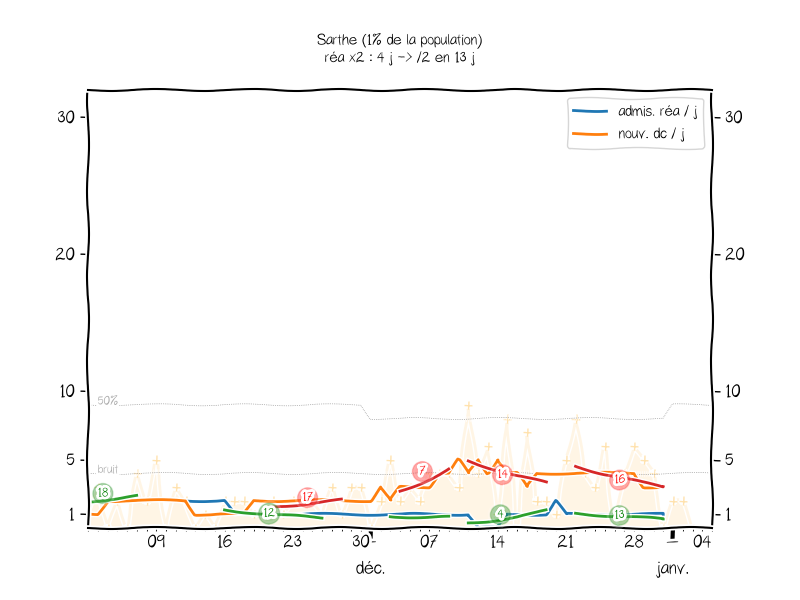 Sarthe (1% de la population)
réa x2 : 4 j -> /2 en 13 j
admis. réa / j
nouv. dc / j
30 30
20 20
10 10
50%
5 5
bruit
1 1
18 12 17 7 14 4 16 13
09 16 23 30 07 14 21 28 04
déc. janv.